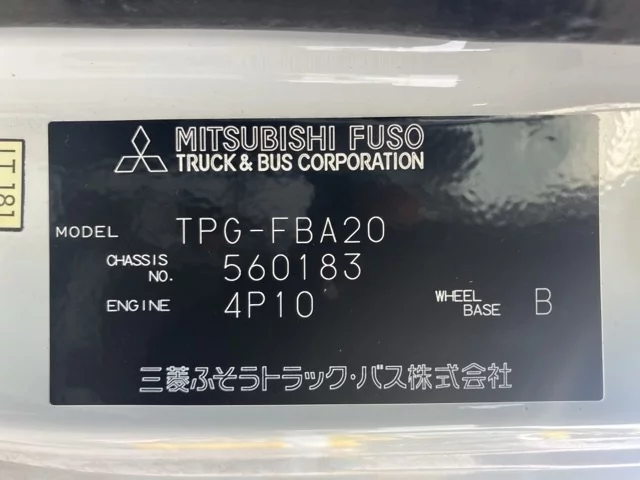 MITSUBISHI FUSO
TRUCK & BUS CORPORATION
MODEL TPG-FBA20
CHASSIS NO. 560183
ENGINE 4P10 WHEEL BASE B
三菱ふそうトラック・バス株式会社
LT181